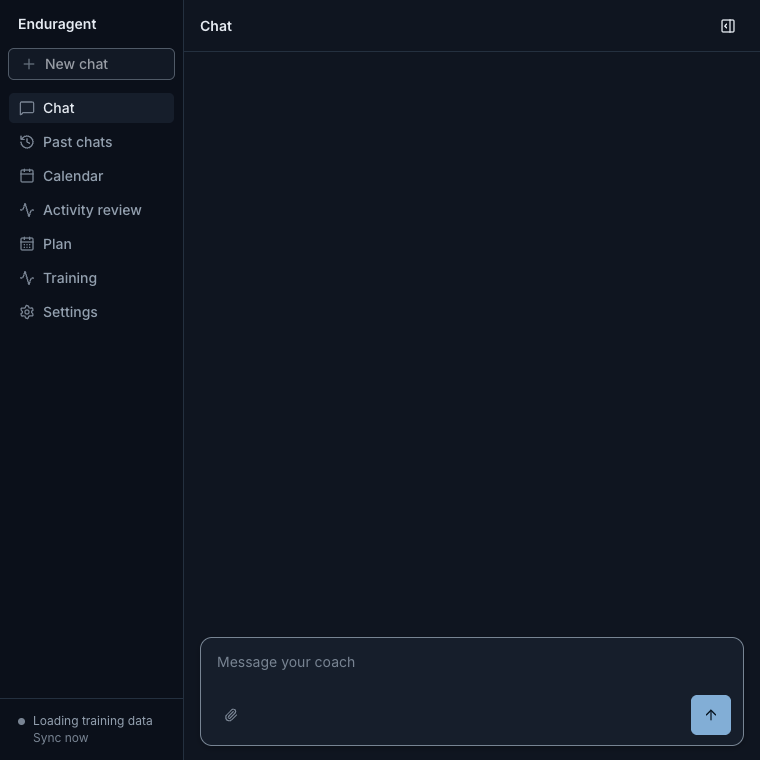 Enduragent
New chat
Chat
Past chats
Calendar
Activity review
Plan
Training
Settings
Loading training data
Sync now
Chat
Message your coach